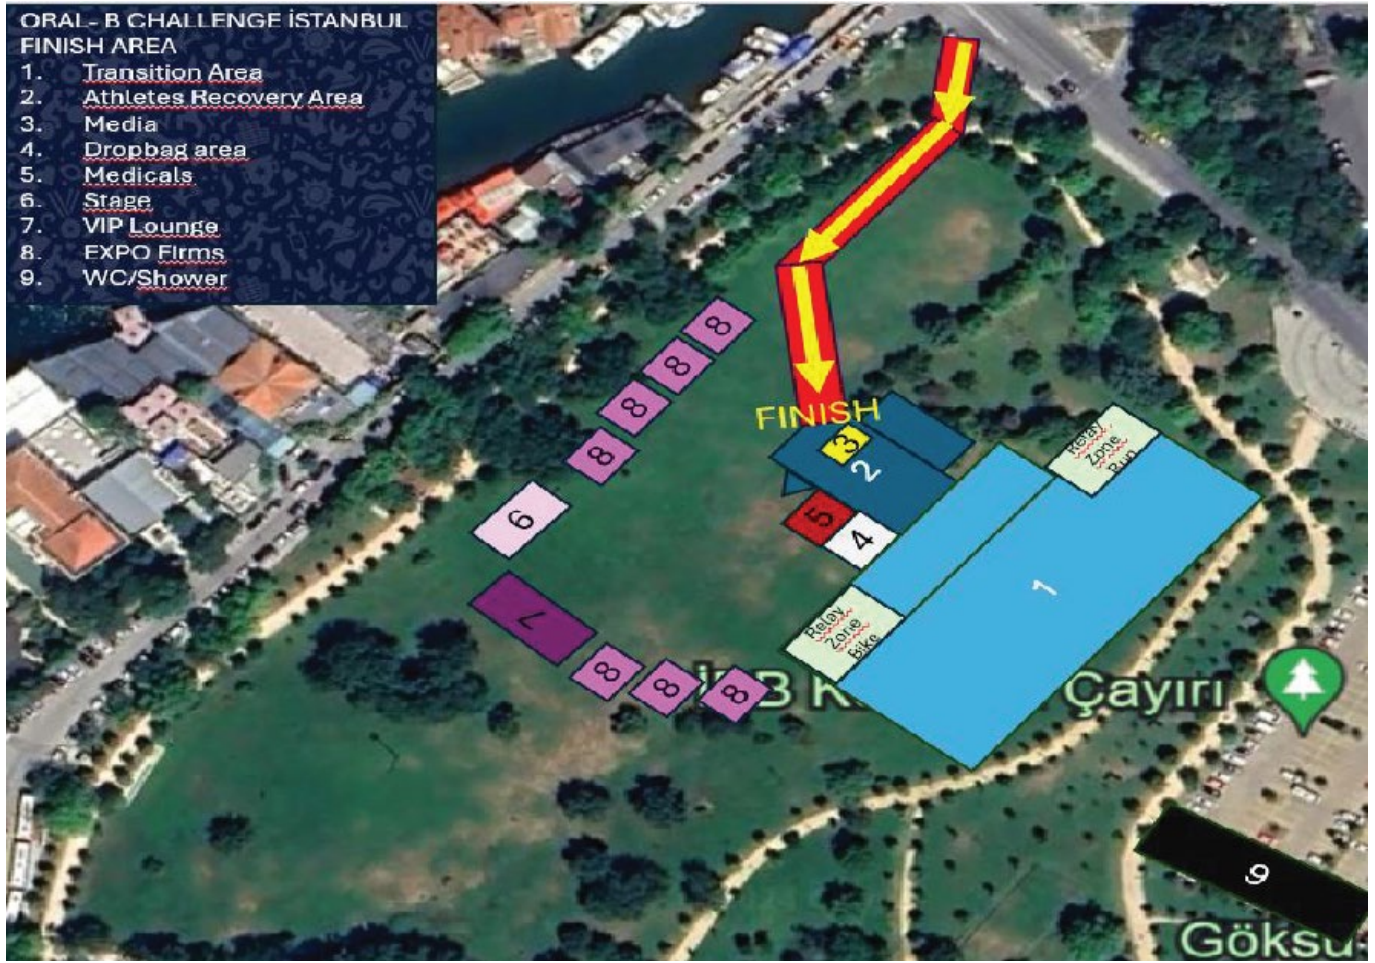 ORAL- B CHALLENGE İSTANBUL
FINISH AREA
1. Transition Area
2. Athletes Recovery Area
3. Media
4. Dropbag area
5. Medicals
6. Stage
7. VIP Lounge
8. EXPO Firms
9. WC/Shower
FINISH
8
8
8
8
3
2
Relay
Zone
Run
6
5
4
1
7
Relay
Zone
Bike
8
8
8
Çayırı
9
Göksu